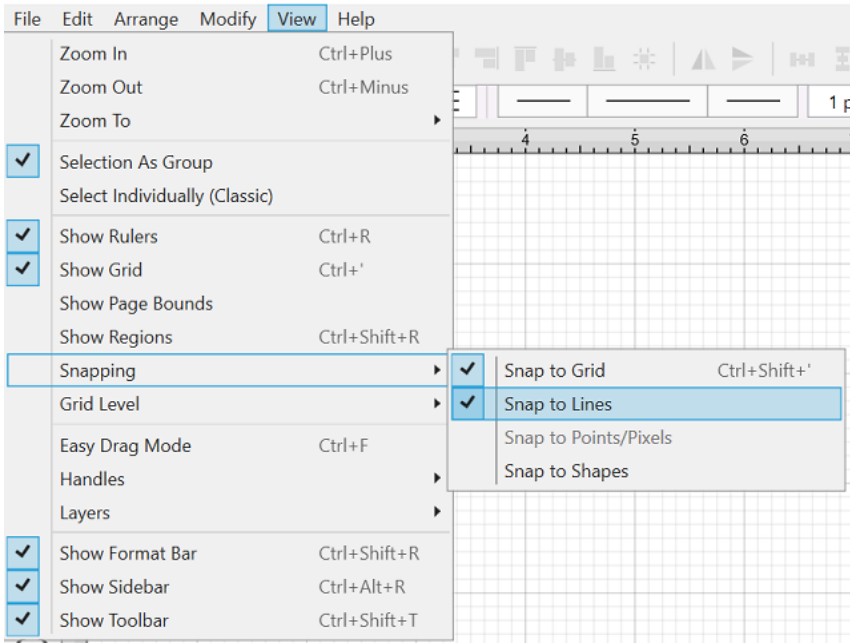 File Edit Arrange Modify View Help
Zoom In Ctrl+Plus
Zoom Out Ctrl+Minus
Zoom To
1 p
4 5 6
Selection As Group
Select Individually (Classic)
Show Rulers Ctrl+R
Show Grid Ctrl+'
Show Page Bounds
Show Regions Ctrl+Shift+R
Snapping
Grid Level
Easy Drag Mode Ctrl+F
Handles
Layers
Show Format Bar Ctrl+Shift+R
Show Sidebar Ctrl+Alt+R
Show Toolbar Ctrl+Shift+T
Snap to Grid Ctrl+Shift+'
Snap to Lines
Snap to Points/Pixels
Snap to Shapes